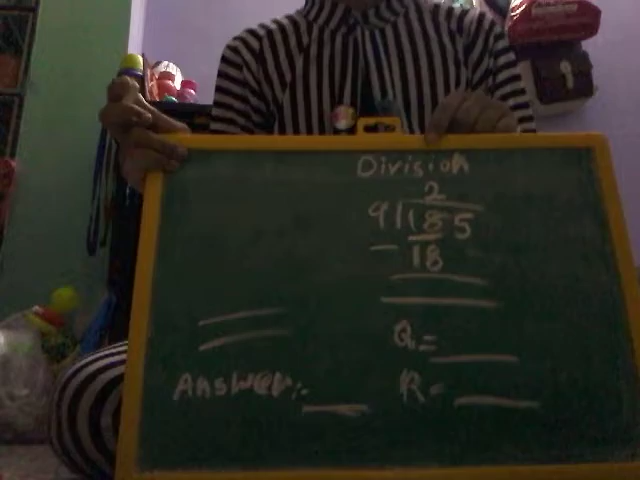 Division
2
9)185
- 18
Q =
Answer:-
R =